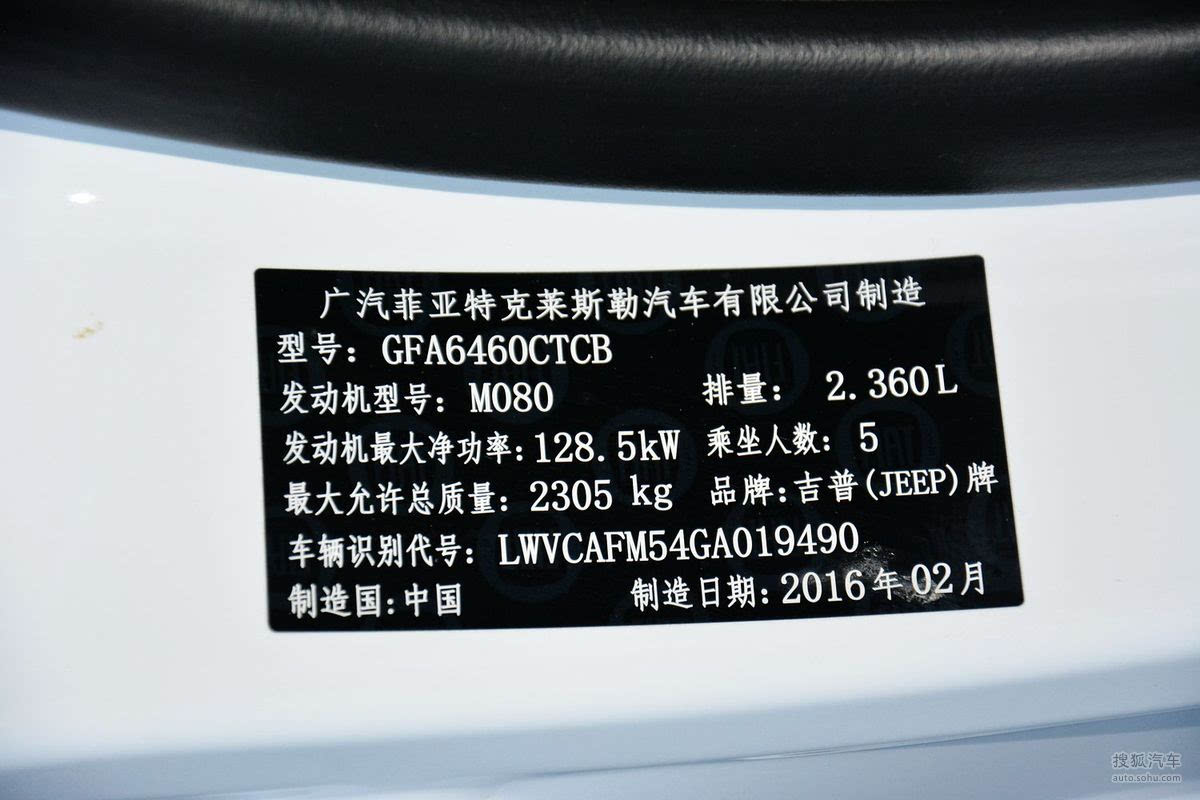 广汽菲亚特克莱斯勒汽车有限公司制造
型号：GFA6460CTCB
发动机型号：M080 排量：2.360L
发动机最大净功率：128.5kW 乘坐人数：5
最大允许总质量：2305 kg 品牌：吉普(JEEP)牌
车辆识别代号：LWVCAFM54GA019490
制造国：中国 制造日期：2016年02月
搜狐汽车
auto.sohu.com